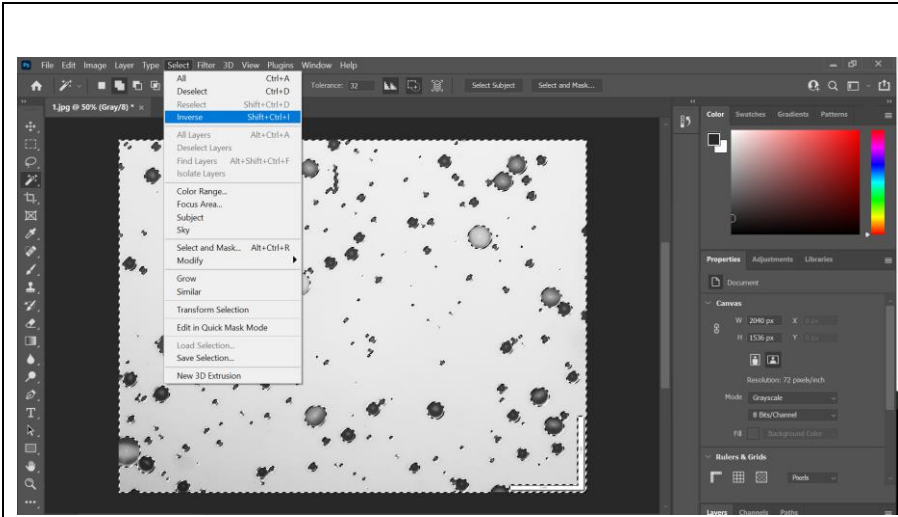 Ps File Edit Image Layer Type Select Filter 3D View Plugins Window Help
Tolerance: 32 Select Subject Select and Mask...
1.jpg @ 50% (Gray/8) * ×
All Ctrl+A
Deselect Ctrl+D
Reselect Shift+Ctrl+D
Inverse Shift+Ctrl+I
All Layers Alt+Ctrl+A
Deselect Layers
Find Layers Alt+Shift+Ctrl+F
Isolate Layers
Color Range...
Focus Area...
Subject
Sky
Select and Mask... Alt+Ctrl+R
Modify
Grow
Similar
Transform Selection
Edit in Quick Mask Mode
Load Selection...
Save Selection...
New 3D Extrusion
Color Swatches Gradients Patterns
Properties Adjustments Libraries
Document
Canvas
W 2040 px X
H 1536 px Y
Resolution: 72 pixels/inch
Mode Grayscale
8 Bits/Channel
Fill Background Color
Rulers & Grids
Pixels
Layers Channels Paths